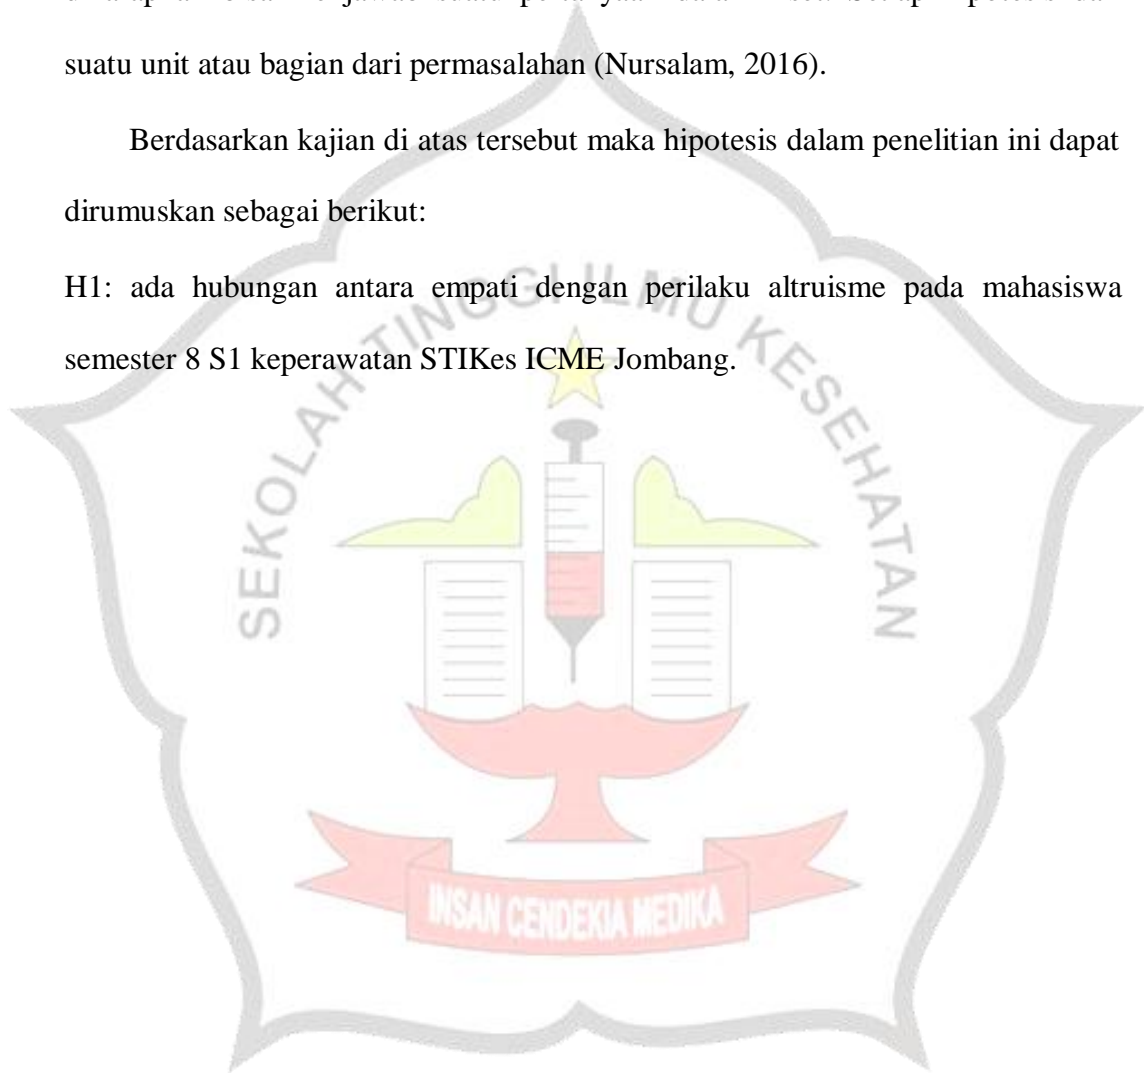 suatu unit atau bagian dari permasalahan (Nursalam, 2016).
Berdasarkan kajian di atas tersebut maka hipotesis dalam penelitian ini dapat
dirumuskan sebagai berikut:
H1: ada hubungan antara empati dengan perilaku altruisme pada mahasiswa
semester 8 S1 keperawatan STIKes ICME Jombang.
SEKOLAH TINGGI ILMU KESEHATAN
INSAN CENDEKIA MEDIKA